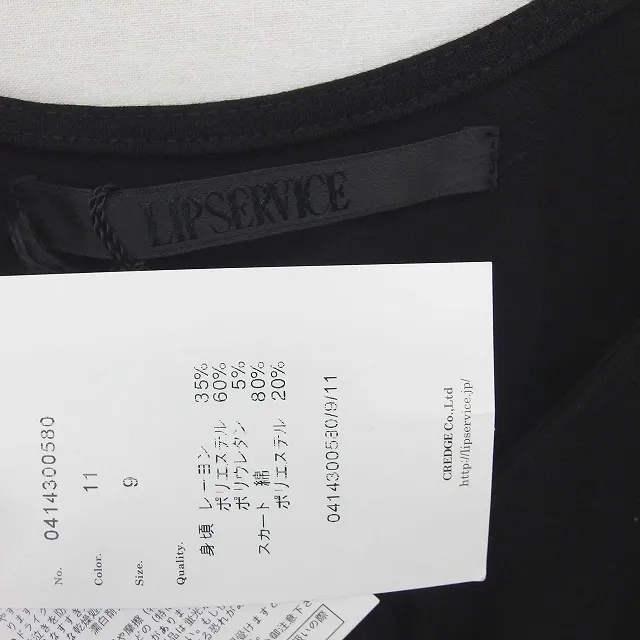 LIPSERVICE
No. 0414300580
Color. 11
Size. 9
Quality.
身頃 レーヨン 35%
ポリエステル 60%
ポリウレタン 5%
スカート 綿 80%
ポリエステル 20%
0414300580/9/11
CREDGE Co.,Ltd
http://lipservice.jp/